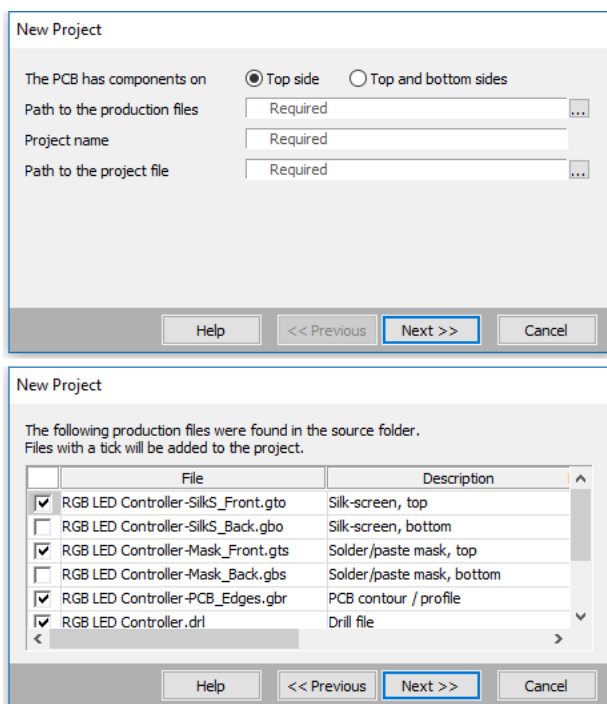 New Project
The PCB has components on Top side Top and bottom sides
Path to the production files Required ...
Project name Required
Path to the project file Required ...
Help << Previous Next >> Cancel
New Project
The following production files were found in the source folder.
Files with a tick will be added to the project.
File Description
RGB LED Controller-SilkS_Front.gto Silk-screen, top
RGB LED Controller-SilkS_Back.gbo Silk-screen, bottom
RGB LED Controller-Mask_Front.gts Solder/paste mask, top
RGB LED Controller-Mask_Back.gbs Solder/paste mask, bottom
RGB LED Controller-PCB_Edges.gbr PCB contour / profile
RGB LED Controller.drl Drill file
Help << Previous Next >> Cancel